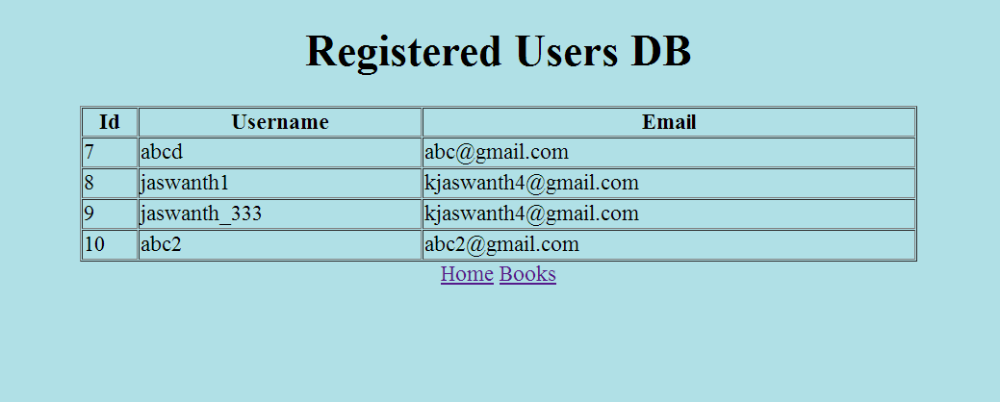 Registered Users DB
Id Username Email
7 abcd abc@gmail.com
8 jaswanth1 kjaswanth4@gmail.com
9 jaswanth_333 kjaswanth4@gmail.com
10 abc2 abc2@gmail.com
Home Books